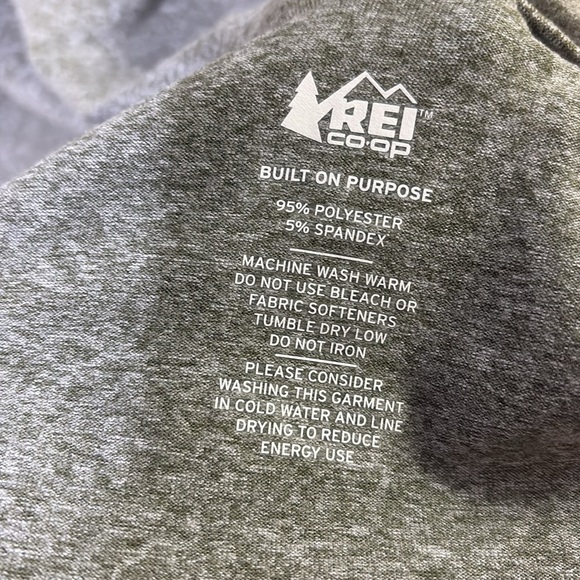 REI™
CO·OP
BUILT ON PURPOSE
95% POLYESTER
5% SPANDEX
MACHINE WASH WARM
DO NOT USE BLEACH OR
FABRIC SOFTENERS
TUMBLE DRY LOW
DO NOT IRON
PLEASE CONSIDER
WASHING THIS GARMENT
IN COLD WATER AND LINE
DRYING TO REDUCE
ENERGY USE